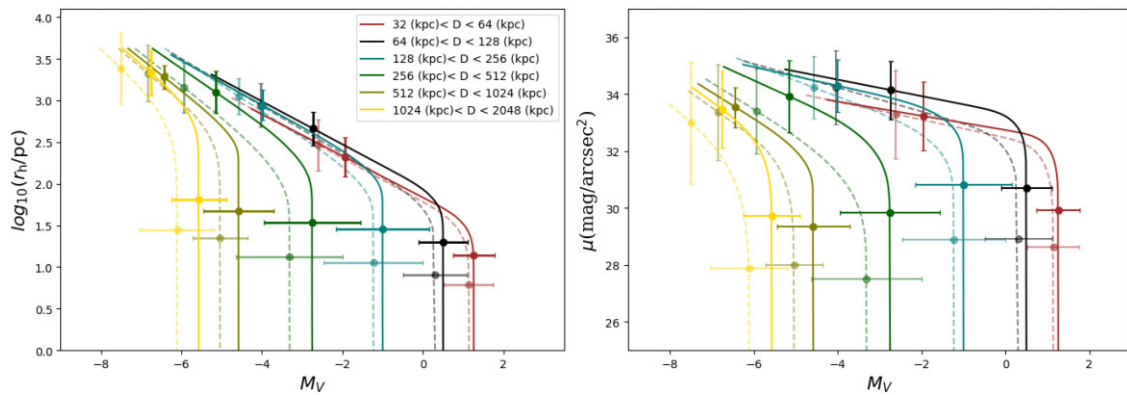 4.0
3.5
3.0
2.5
2.0
1.5
1.0
0.5
0.0
log₁₀(r_h/pc)
−8 −6 −4 −2 0 2
M_V
32 (kpc)< D < 64 (kpc)
64 (kpc)< D < 128 (kpc)
128 (kpc)< D < 256 (kpc)
256 (kpc)< D < 512 (kpc)
512 (kpc)< D < 1024 (kpc)
1024 (kpc)< D < 2048 (kpc)
36
34
32
30
28
26
μ(mag/arcsec²)
−8 −6 −4 −2 0 2
M_V